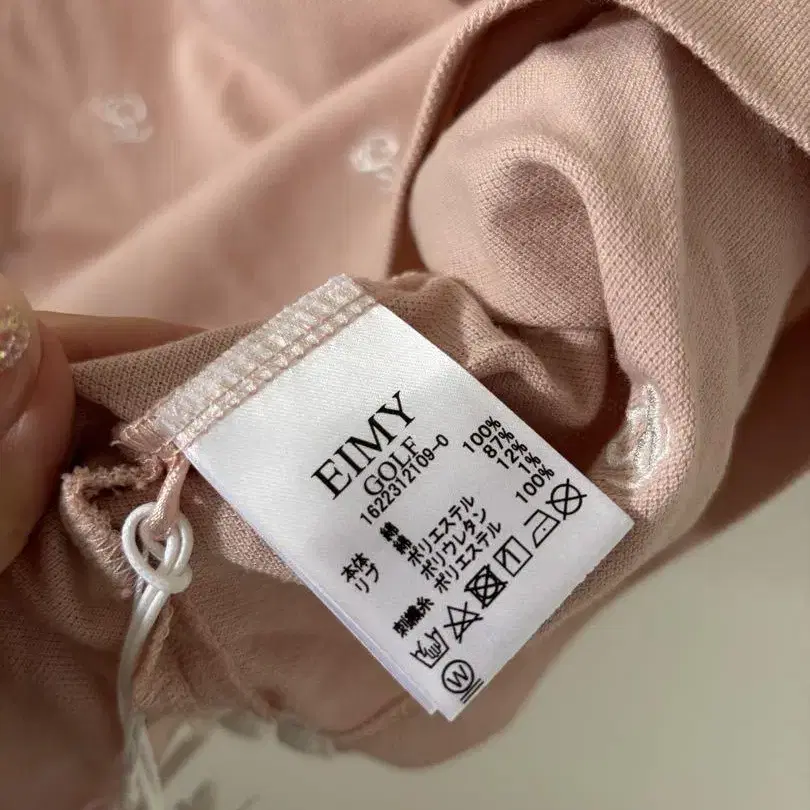 EIMY
GOLF
1622312109-0
本体 綿 100%
リブ 綿 87%
ポリエステル 12%
ポリウレタン 1%
刺繍糸 ポリエステル 100%
W